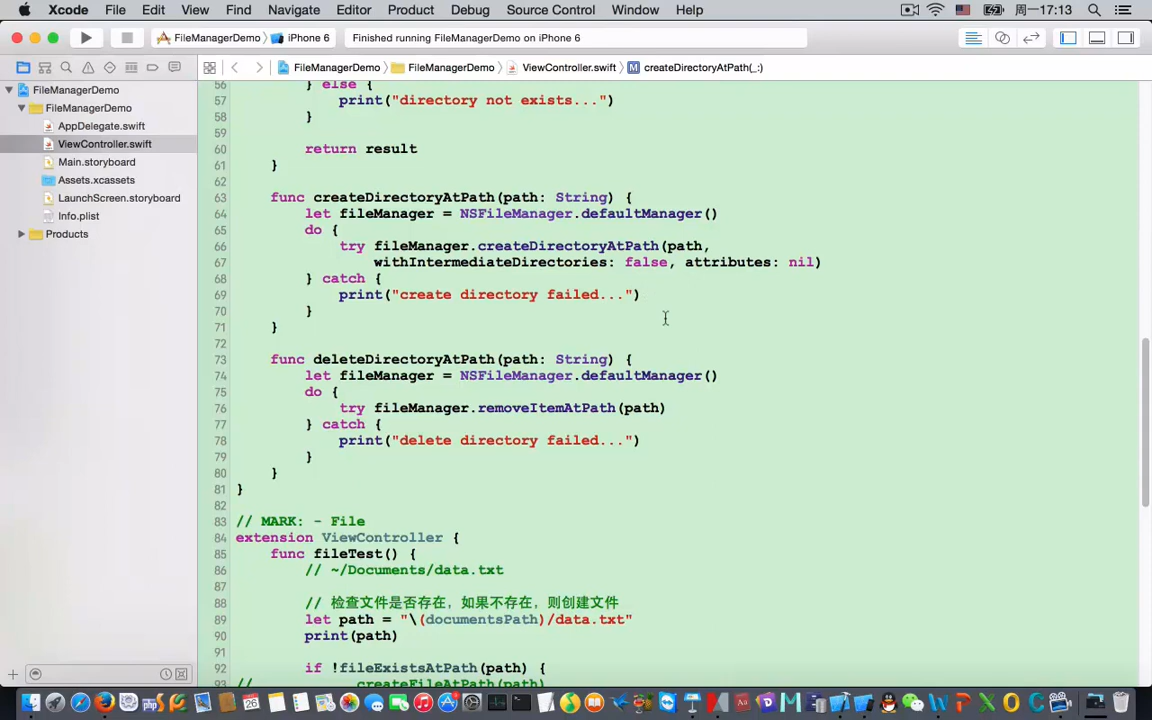 Xcode File Edit View Find Navigate Editor Product Debug Source Control Window Help 周一17:13
FileManagerDemo iPhone 6 Finished running FileManagerDemo on iPhone 6
FileManagerDemo FileManagerDemo ViewController.swift M createDirectoryAtPath(_:)
FileManagerDemo
FileManagerDemo
AppDelegate.swift
ViewController.swift
Main.storyboard
Assets.xcassets
LaunchScreen.storyboard
Info.plist
Products
56 } else {
57 print("directory not exists...")
58 }
59
60 return result
61 }
62
63 func createDirectoryAtPath(path: String) {
64 let fileManager = NSFileManager.defaultManager()
65 do {
66 try fileManager.createDirectoryAtPath(path,
67 withIntermediateDirectories: false, attributes: nil)
68 } catch {
69 print("create directory failed...")
70 }
71 }
72
73 func deleteDirectoryAtPath(path: String) {
74 let fileManager = NSFileManager.defaultManager()
75 do {
76 try fileManager.removeItemAtPath(path)
77 } catch {
78 print("delete directory failed...")
79 }
80 }
81 }
82
83 // MARK: - File
84 extension ViewController {
85 func fileTest() {
86 // ~/Documents/data.txt
87
88 // 检查文件是否存在, 如果不存在, 则创建文件
89 let path = "\(documentsPath)/data.txt"
90 print(path)
91
92 if !fileExistsAtPath(path) {
93 // createFileAtPath(path)